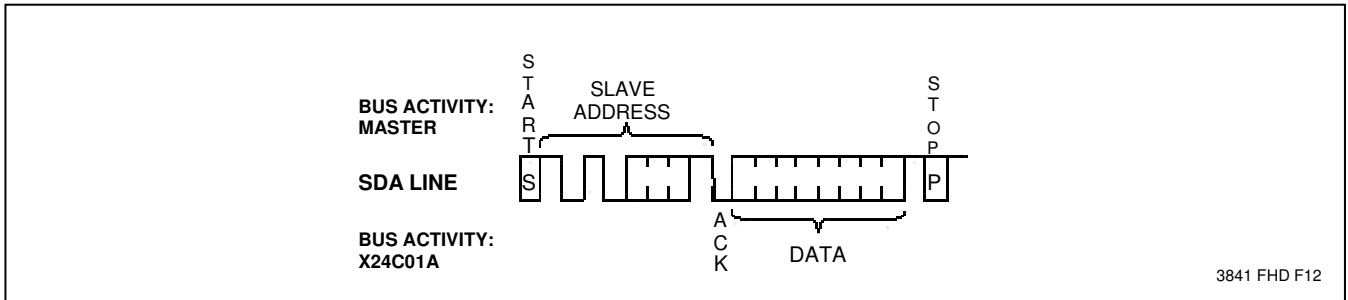 START
SLAVE
ADDRESS
STOP
BUS ACTIVITY:
MASTER
SDA LINE
S
P
ACK
DATA
BUS ACTIVITY:
X24C01A
3841 FHD F12